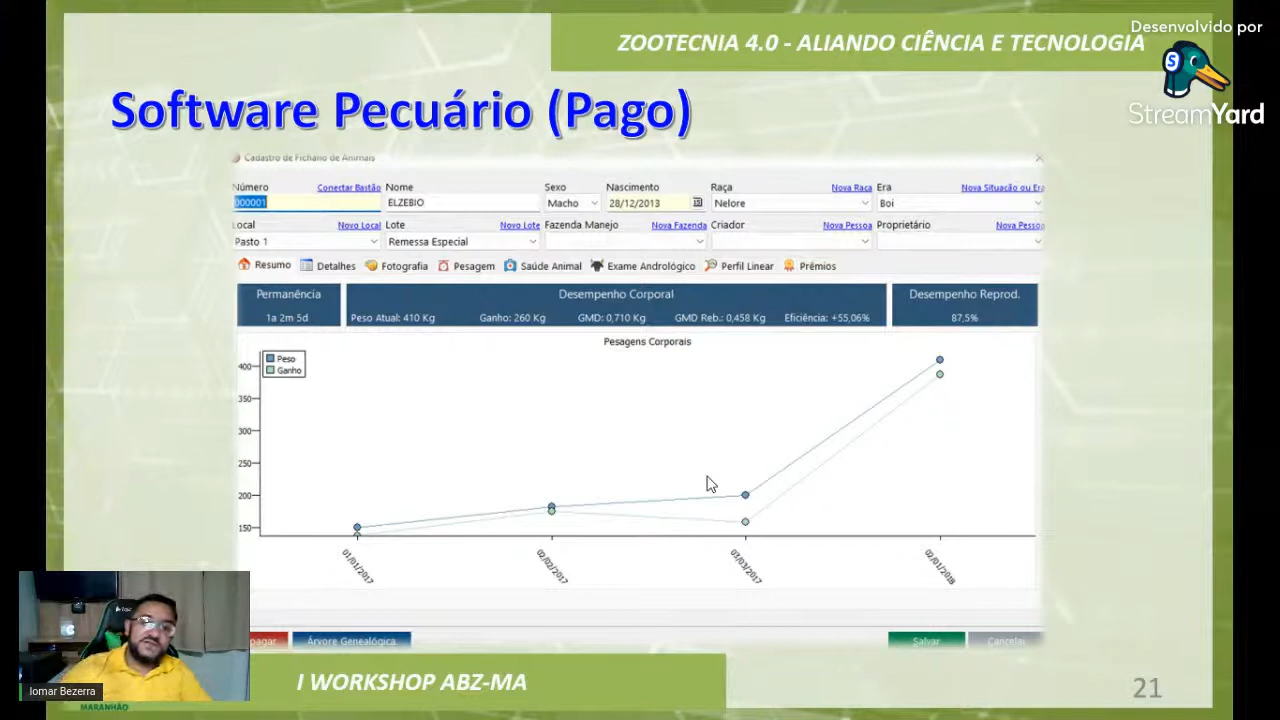 ZOOTECNIA 4.0 - ALIANDO CIÊNCIA E TECNOLOGIA
Desenvolvido por
StreamYard
Software Pecuário (Pago)
Cadastro de Fichário de Animais
Número Conectar Bastão Nome Sexo Nascimento Raça Nova Raça Era Nova Situação ou Era
000001 ELZEBIO Macho 28/12/2013 Nelore Boi
Local Novo Local Lote Novo Lote Fazenda Manejo Nova Fazenda Criador Nova Pessoa Proprietário Nova Pessoa
Pasto 1 Remessa Especial
Resumo Detalhes Fotografia Pesagem Saúde Animal Exame Andrológico Perfil Linear Prêmios
Permanência Desempenho Corporal Desempenho Reprod.
1a 2m 5d Peso Atual: 410 Kg Ganho: 260 Kg GMD: 0,710 Kg GMD Reb.: 0,458 Kg Eficiência: +55,06% 87,5%
Pesagens Corporais
Peso
Ganho
400
350
300
250
200
150
01/01/2017 02/02/2017 03/03/2017 02/01/2018
pagar Árvore Genealógica Salvar Cancelar
Iomar Bezerra
MARANHÃO
I WORKSHOP ABZ-MA
21